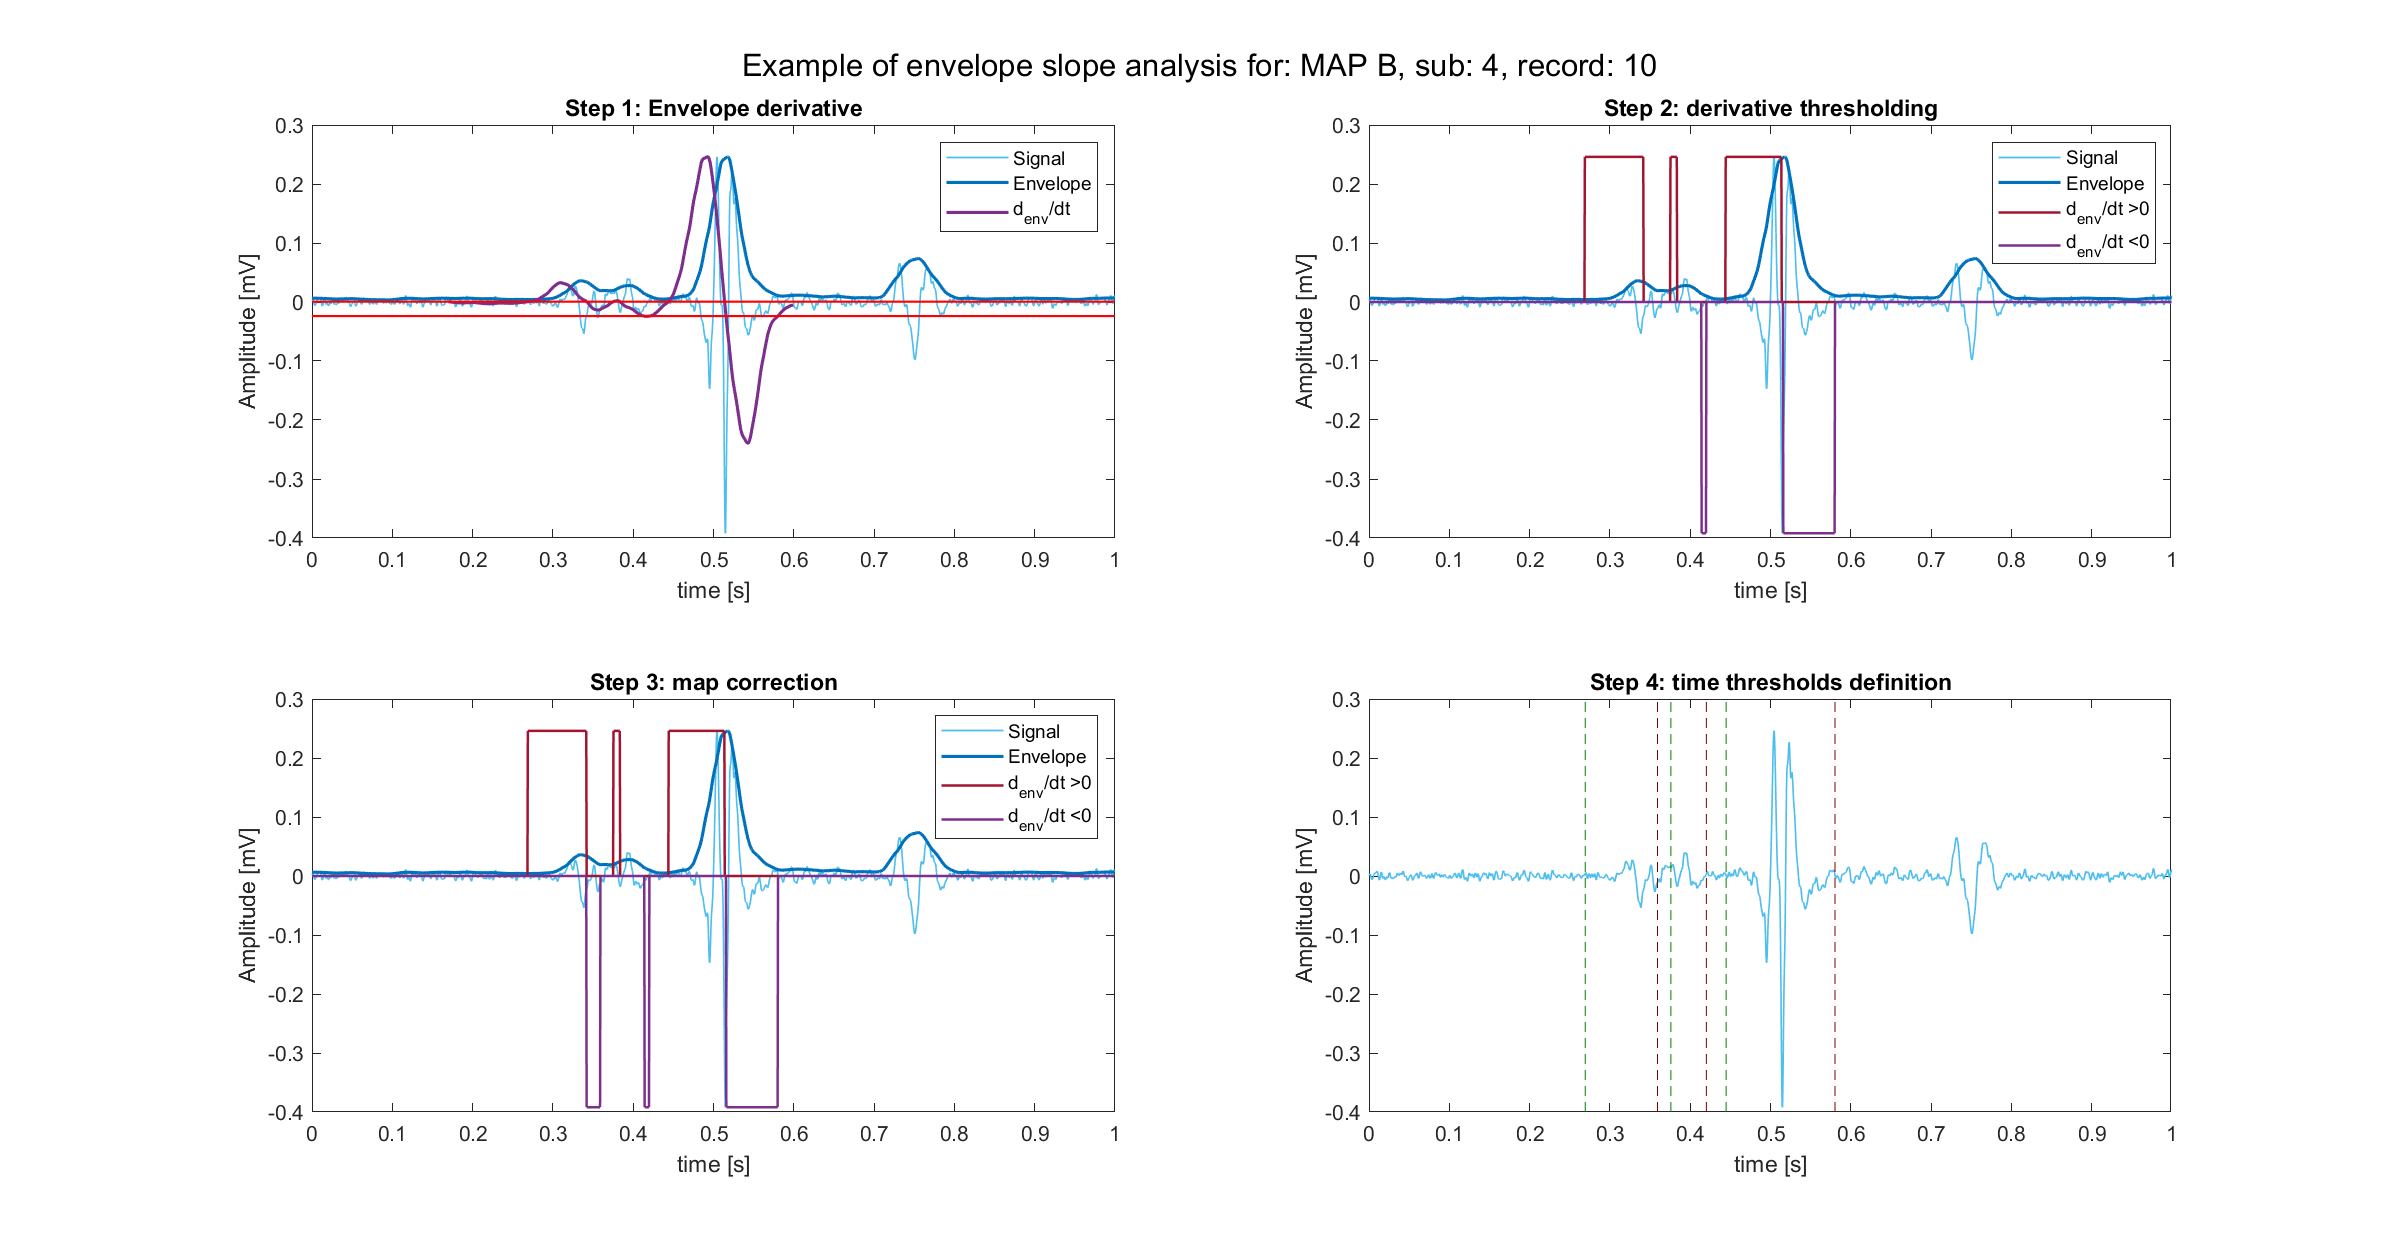 Example of envelope slope analysis for: MAP B, sub: 4, record: 10
Step 1: Envelope derivative
0.3
0.2
0.1
0
-0.1
-0.2
-0.3
-0.4
Amplitude [mV]
0 0.1 0.2 0.3 0.4 0.5 0.6 0.7 0.8 0.9 1
time [s]
Signal
Envelope
d_env/dt
Step 2: derivative thresholding
0.3
0.2
0.1
0
-0.1
-0.2
-0.3
-0.4
Amplitude [mV]
0 0.1 0.2 0.3 0.4 0.5 0.6 0.7 0.8 0.9 1
time [s]
Signal
Envelope
d_env/dt >0
d_env/dt <0
Step 3: map correction
0.3
0.2
0.1
0
-0.1
-0.2
-0.3
-0.4
Amplitude [mV]
0 0.1 0.2 0.3 0.4 0.5 0.6 0.7 0.8 0.9 1
time [s]
Signal
Envelope
d_env/dt >0
d_env/dt <0
Step 4: time thresholds definition
0.3
0.2
0.1
0
-0.1
-0.2
-0.3
-0.4
Amplitude [mV]
0 0.1 0.2 0.3 0.4 0.5 0.6 0.7 0.8 0.9 1
time [s]